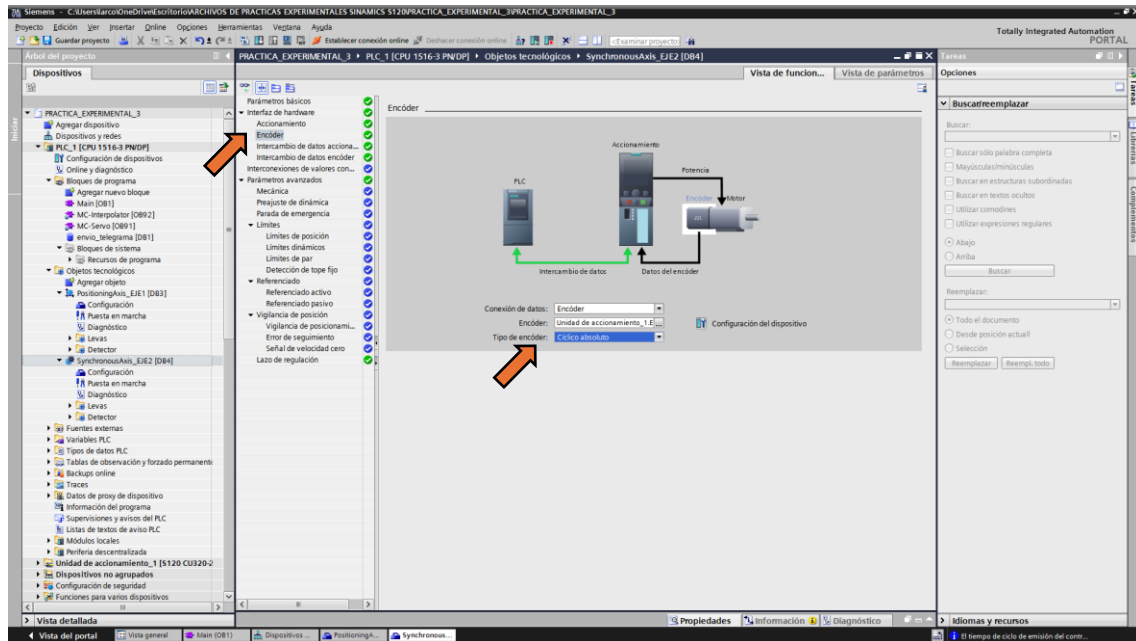 Siemens - C:\Users\larco\OneDrive\Escritorio\ARCHIVOS DE PRACTICAS EXPERIMENTALES SINAMICS S120\PRACTICA_EXPERIMENTAL_3\PRACTICA_EXPERIMENTAL_3
Proyecto Edición Ver Insertar Online Opciones Herramientas Ventana Ayuda
Totally Integrated Automation
PORTAL
Guardar proyecto
Establecer conexión online
Deshacer conexión online
<Examinar proyecto>
Árbol del proyecto
PRACTICA_EXPERIMENTAL_3 PLC_1 [CPU 1516-3 PN/DP] Objetos tecnológicos SynchronousAxis_EJE2 [DB4]
Tareas
Dispositivos
Vista de funcion...
Vista de parámetros
Opciones
Iniciar
PRACTICA_EXPERIMENTAL_3
Agregar dispositivo
Dispositivos y redes
PLC_1 [CPU 1516-3 PN/DP]
Configuración de dispositivos
Online y diagnóstico
Bloques de programa
Agregar nuevo bloque
Main [OB1]
MC-Interpolator [OB92]
MC-Servo [OB91]
envio_telegrama [DB1]
Bloques de sistema
Recursos de programa
Objetos tecnológicos
Agregar objeto
PositioningAxis_EJE1 [DB3]
Configuración
Puesta en marcha
Diagnóstico
Levas
Detector
SynchronousAxis_EJE2 [DB4]
Configuración
Puesta en marcha
Diagnóstico
Levas
Detector
Fuentes externas
Variables PLC
Tipos de datos PLC
Tablas de observación y forzado permanente
Backups online
Traces
Datos de proxy de dispositivo
Información del programa
Supervisiones y avisos del PLC
Listas de textos de aviso PLC
Módulos locales
Periferia descentralizada
Unidad de accionamiento_1 [S120 CU320-2
Dispositivos no agrupados
Configuración de seguridad
Funciones para varios dispositivos
Parámetros básicos
Interfaz de hardware
Accionamiento
Encóder
Intercambio de datos acciona...
Intercambio de datos encóder
Interconexiones de valores con...
Parámetros avanzados
Mecánica
Preajuste de dinámica
Parada de emergencia
Límites
Límites de posición
Límites dinámicos
Límites de par
Detección de tope fijo
Referenciado
Referenciado activo
Referenciado pasivo
Vigilancia de posición
Vigilancia de posicionami...
Error de seguimiento
Señal de velocidad cero
Lazo de regulación
Encóder
Accionamiento
PLC
Potencia
Encóder
Motor
Intercambio de datos
Datos del encóder
Conexión de datos: Encóder
Encóder: Unidad de accionamiento_1.E...
Configuración del dispositivo
Tipo de encóder: Cíclico absoluto
Buscar/reemplazar
Buscar:
Buscar sólo palabra completa
Mayúsculas/minúsculas
Buscar en estructuras subordinadas
Buscar en textos ocultos
Utilizar comodines
Utilizar expresiones regulares
Abajo
Arriba
Buscar
Reemplazar:
Todo el documento
Desde posición actuall
Selección
Reemplazar
Reempl. todo
Tareas
Librerías
Complementos
Propiedades
Información
Diagnóstico
Vista detallada
Idiomas y recursos
Vista del portal
Vista general
Main (OB1)
Dispositivos ...
PositioningA...
Synchronous...
El tiempo de ciclo de emisión del contr...